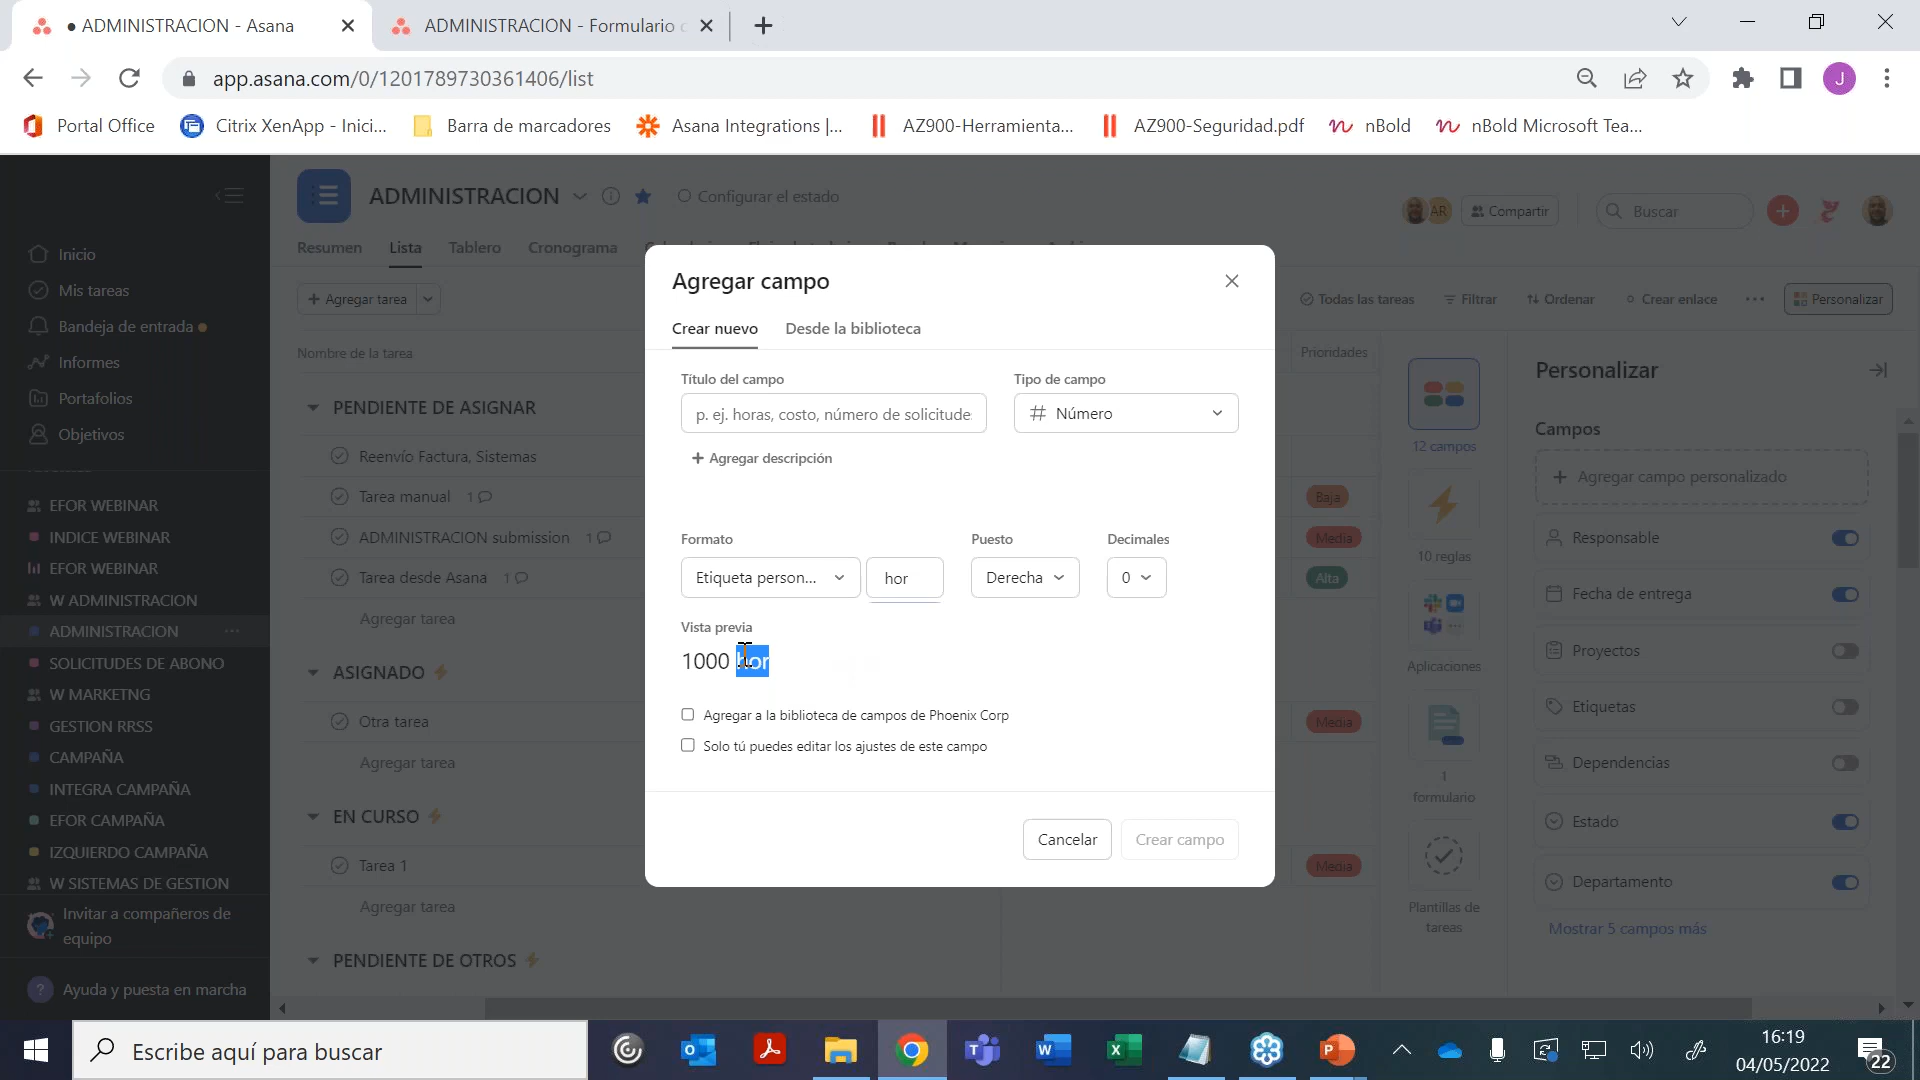 ● ADMINISTRACION - Asana
ADMINISTRACION - Formulario
app.asana.com/0/1201789730361406/list
J
Portal Office
Citrix XenApp - Inici...
Barra de marcadores
Asana Integrations |...
AZ900-Herramienta...
AZ900-Seguridad.pdf
nBold
nBold Microsoft Tea...
ADMINISTRACION
Configurar el estado
AR
Compartir
Buscar
Resumen
Lista
Tablero
Cronograma
Agregar tarea
Todas las tareas
Filtrar
Ordenar
Crear enlace
Personalizar
Inicio
Mis tareas
Bandeja de entrada
Informes
Portafolios
Objetivos
EFOR WEBINAR
INDICE WEBINAR
EFOR WEBINAR
W ADMINISTRACION
ADMINISTRACION
SOLICITUDES DE ABONO
W MARKETNG
GESTION RRSS
CAMPAÑA
INTEGRA CAMPAÑA
EFOR CAMPAÑA
IZQUIERDO CAMPAÑA
W SISTEMAS DE GESTION
Invitar a compañeros de
equipo
? Ayuda y puesta en marcha
Nombre de la tarea
Prioridades
PENDIENTE DE ASIGNAR
Reenvío Factura, Sistemas
Tarea manual 1
Baja
ADMINISTRACION submission 1
Media
Tarea desde Asana 1
Alta
Agregar tarea
ASIGNADO
Otra tarea
Media
Agregar tarea
EN CURSO
Tarea 1
Media
Agregar tarea
PENDIENTE DE OTROS
Agregar campo
Crear nuevo
Desde la biblioteca
Título del campo
Tipo de campo
p. ej. horas, costo, número de solicitude
# Número
+ Agregar descripción
Formato
Puesto
Decimales
Etiqueta person...
hor
Derecha
0
Vista previa
1000 hor
Agregar a la biblioteca de campos de Phoenix Corp
Solo tú puedes editar los ajustes de este campo
Cancelar
Crear campo
12 campos
10 reglas
Aplicaciones
1
formulario
Plantillas de
tareas
Personalizar
Campos
+ Agregar campo personalizado
Responsable
Fecha de entrega
Proyectos
Etiquetas
Dependencias
Estado
Departamento
Mostrar 5 campos más
Escribe aquí para buscar
16:19
04/05/2022
22